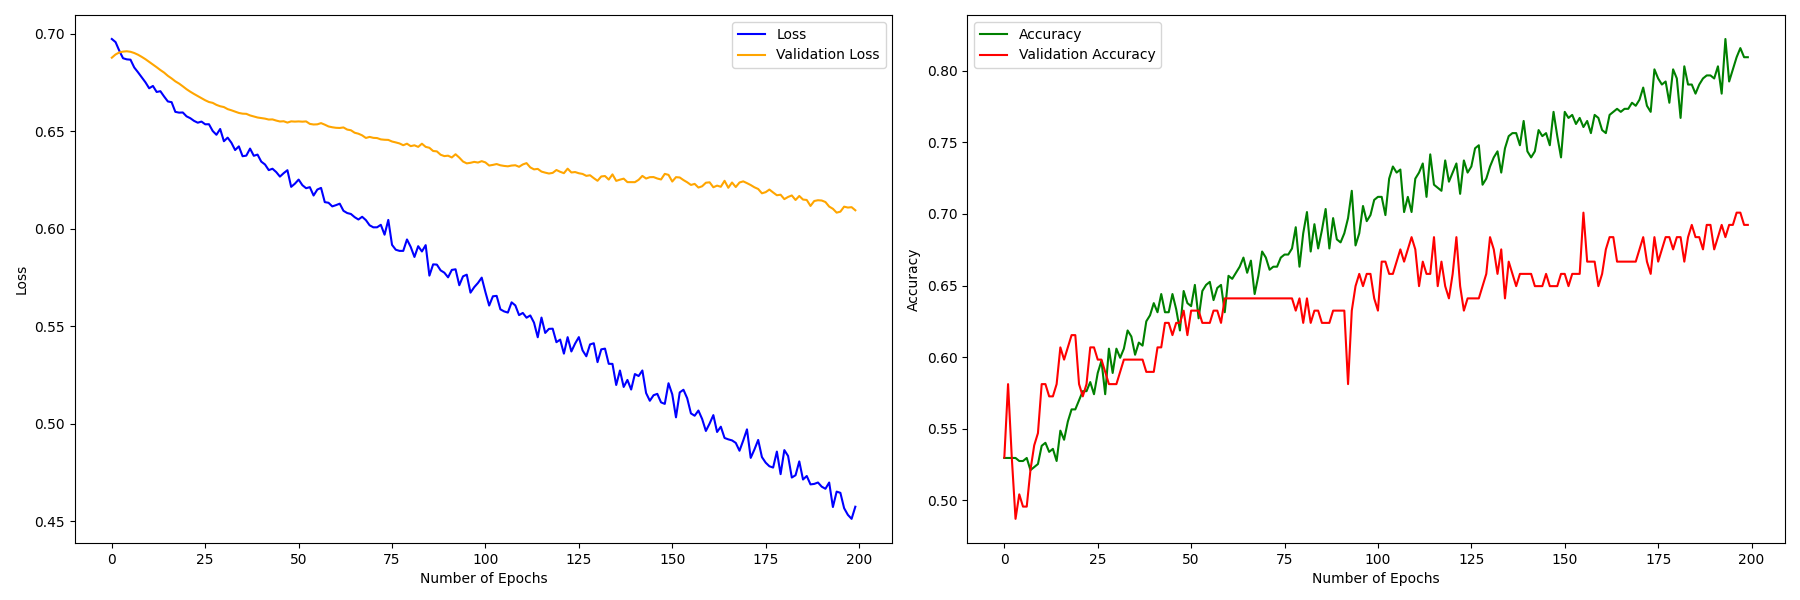 Loss
Validation Loss
0.70
0.65
0.60
0.55
0.50
0.45
Loss
0 25 50 75 100 125 150 175 200
Number of Epochs
Accuracy
Validation Accuracy
0.80
0.75
0.70
0.65
0.60
0.55
0.50
Accuracy
0 25 50 75 100 125 150 175 200
Number of Epochs